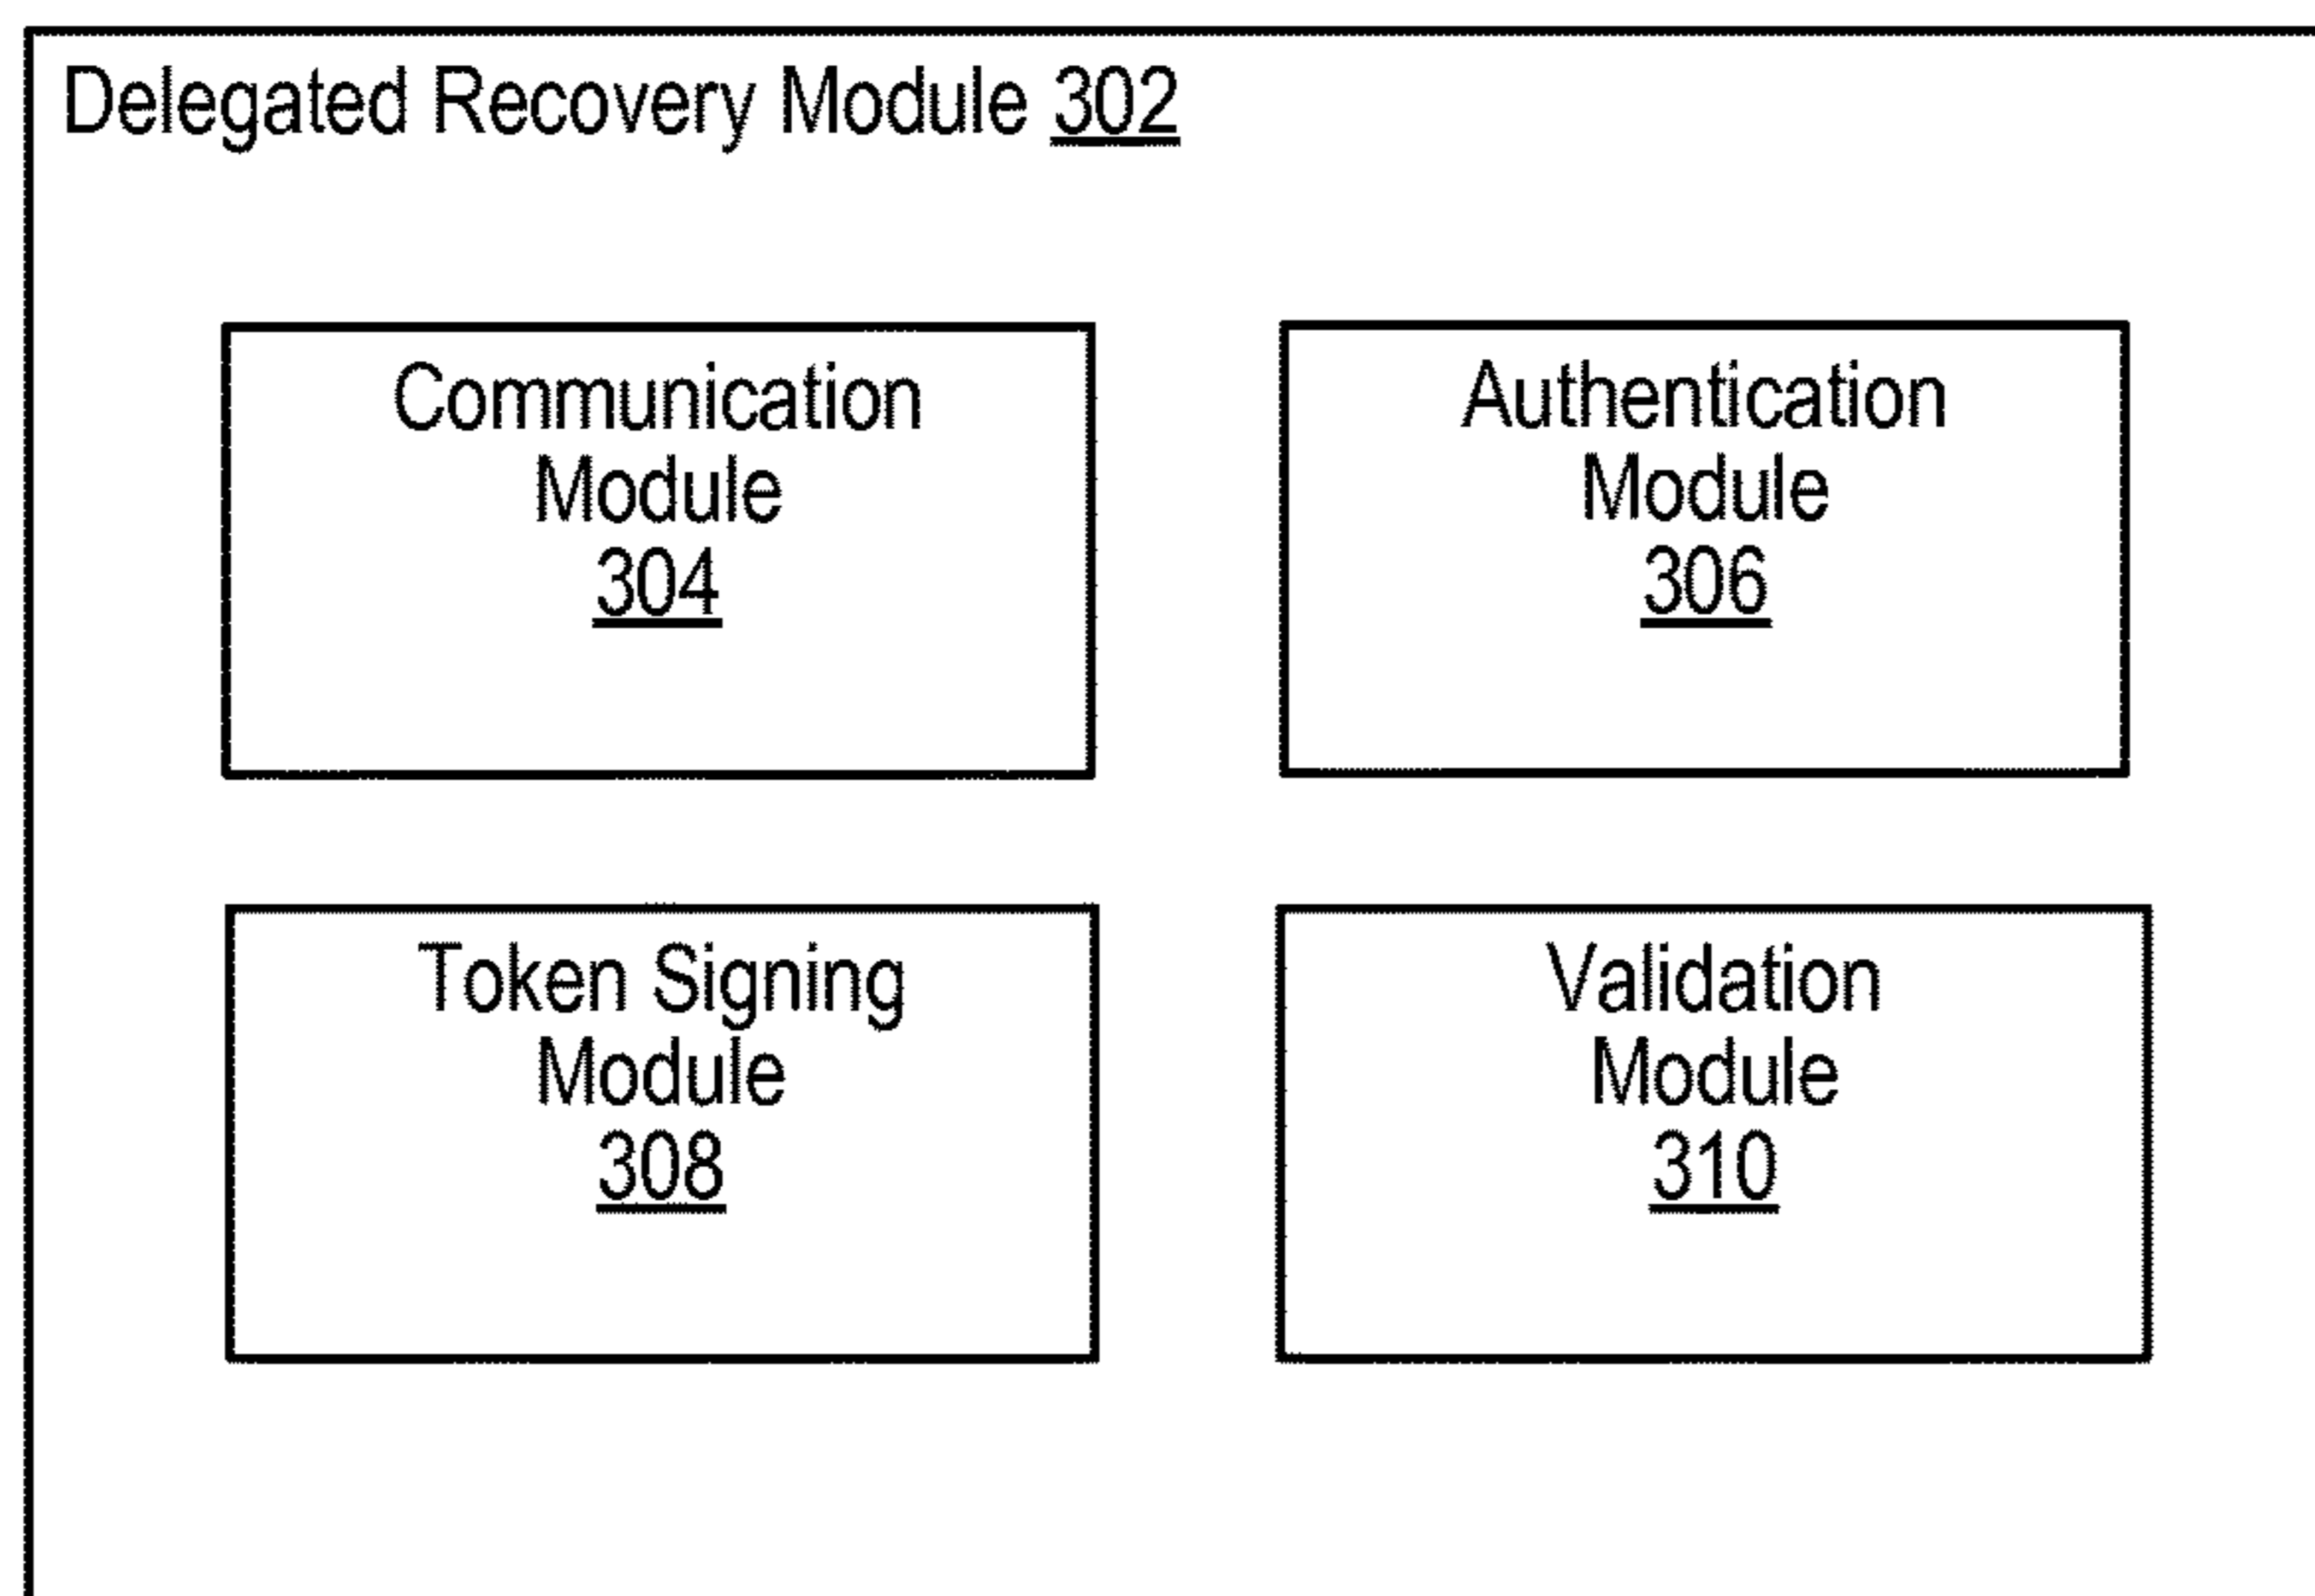 Delegated Recovery Module 302
Communication
Module
304
Authentication
Module
306
Token Signing
Module
308
Validation
Module
310